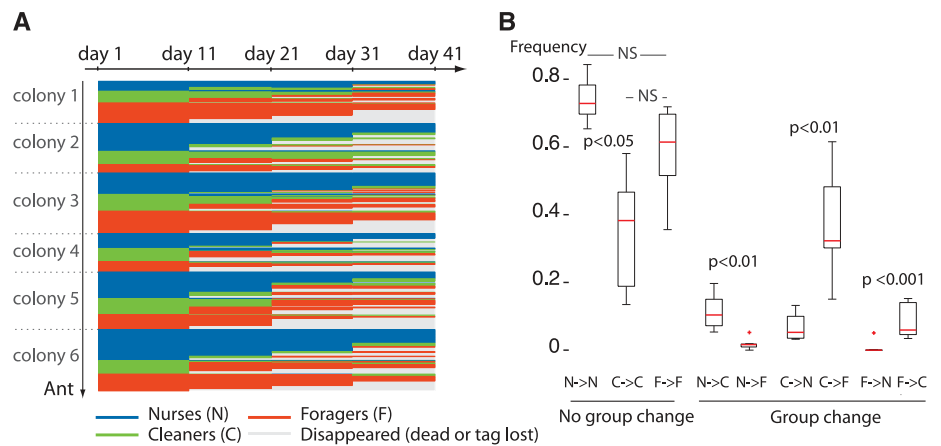 A
day 1 day 11 day 21 day 31 day 41
colony 1
colony 2
colony 3
colony 4
colony 5
colony 6
Ant
Nurses (N) Foragers (F)
Cleaners (C) Disappeared (dead or tag lost)
B
Frequency
NS
0.8
NS
p<0.05 p<0.01
0.6
0.4
p<0.01 p<0.001
0.2
0
N->N C->C F->F N->C N->F C->N C->F F->N F->C
No group change Group change